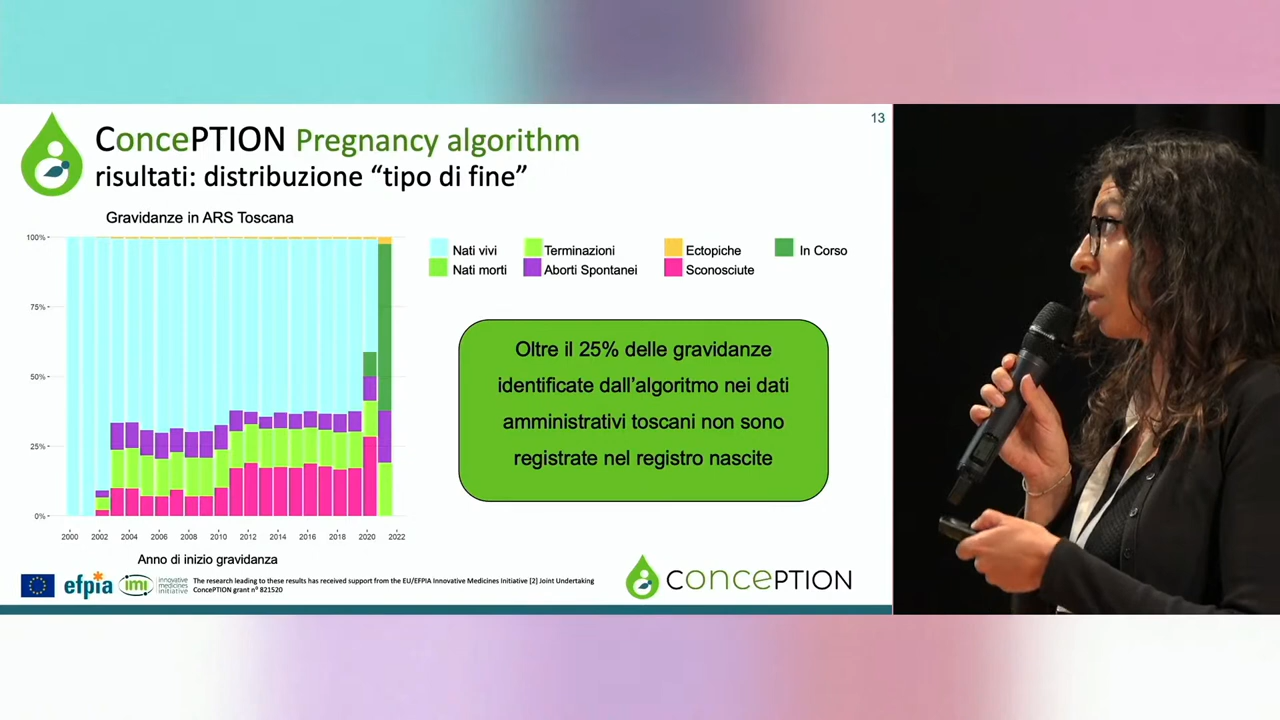 13
ConcePTION Pregnancy algorithm
risultati: distribuzione “tipo di fine”
Gravidanze in ARS Toscana
100%
75%
50%
25%
0%
2000 2002 2004 2006 2008 2010 2012 2014 2016 2018 2020 2022
Anno di inizio gravidanza
Nati vivi Terminazioni Ectopiche In Corso
Nati morti Aborti Spontanei Sconosciute
Oltre il 25% delle gravidanze
identificate dall’algoritmo nei dati
amministrativi toscani non sono
registrate nel registro nascite
efpia
imi
innovative
medicines
initiative
The research leading to these results has received support from the EU/EFPIA Innovative Medicines Initiative [2] Joint Undertaking
ConcePTION grant nº 821520
ConcePTION